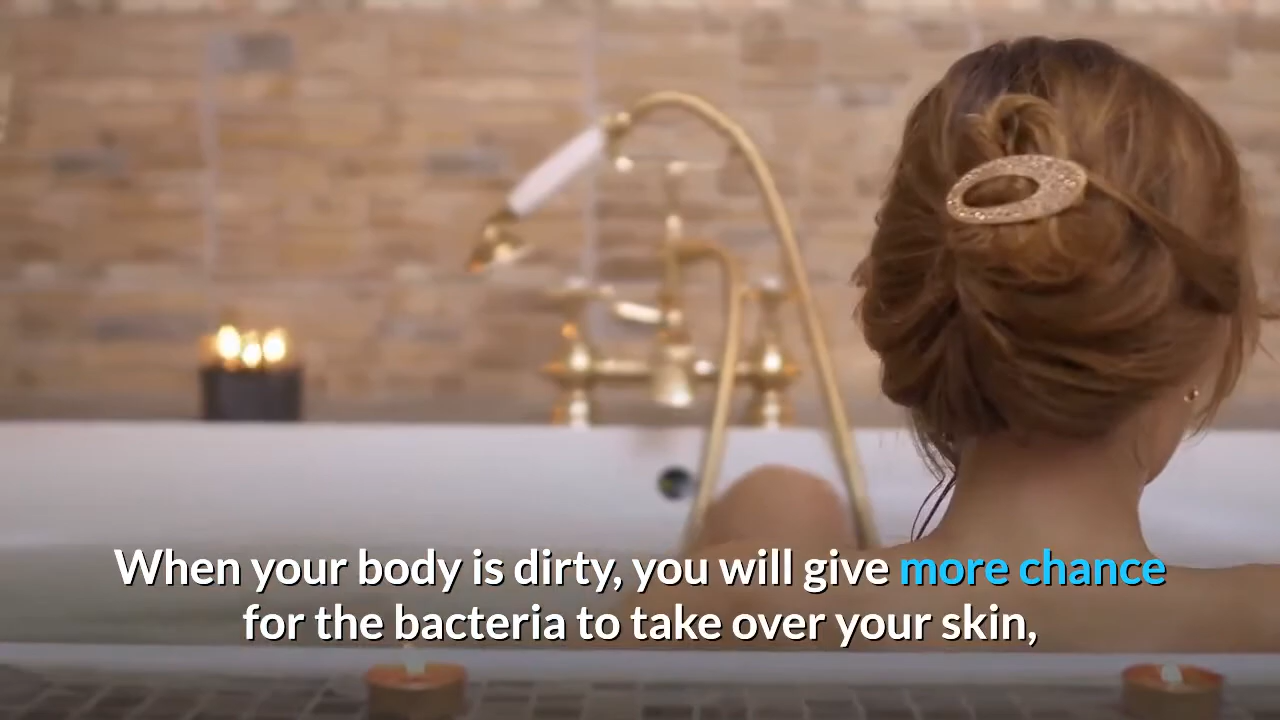 When your body is dirty, you will give more chance
for the bacteria to take over your skin,